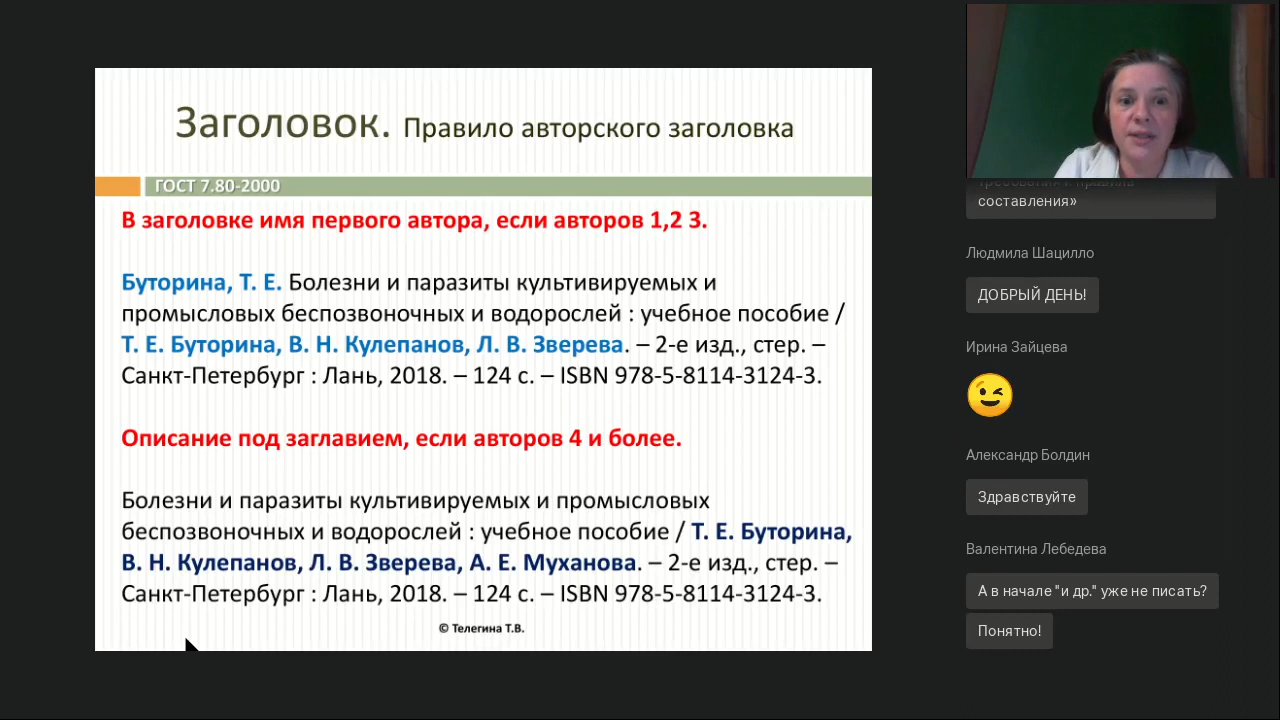 Заголовок. Правило авторского заголовка
ГОСТ 7.80-2000
В заголовке имя первого автора, если авторов 1,2 3.
Буторина, Т. Е. Болезни и паразиты культивируемых и
промысловых беспозвоночных и водорослей : учебное пособие /
Т. Е. Буторина, В. Н. Кулепанов, Л. В. Зверева. – 2-е изд., стер. –
Санкт-Петербург : Лань, 2018. – 124 с. – ISBN 978-5-8114-3124-3.
Описание под заглавием, если авторов 4 и более.
Болезни и паразиты культивируемых и промысловых
беспозвоночных и водорослей : учебное пособие / Т. Е. Буторина,
В. Н. Кулепанов, Л. В. Зверева, А. Е. Муханова. – 2-е изд., стер. –
Санкт-Петербург : Лань, 2018. – 124 с. – ISBN 978-5-8114-3124-3.
© Телегина Т.В.
составления»
Людмила Шацилло
ДОБРЫЙ ДЕНЬ!
Ирина Зайцева
Александр Болдин
Здравствуйте
Валентина Лебедева
А в начале "и др." уже не писать?
Понятно!